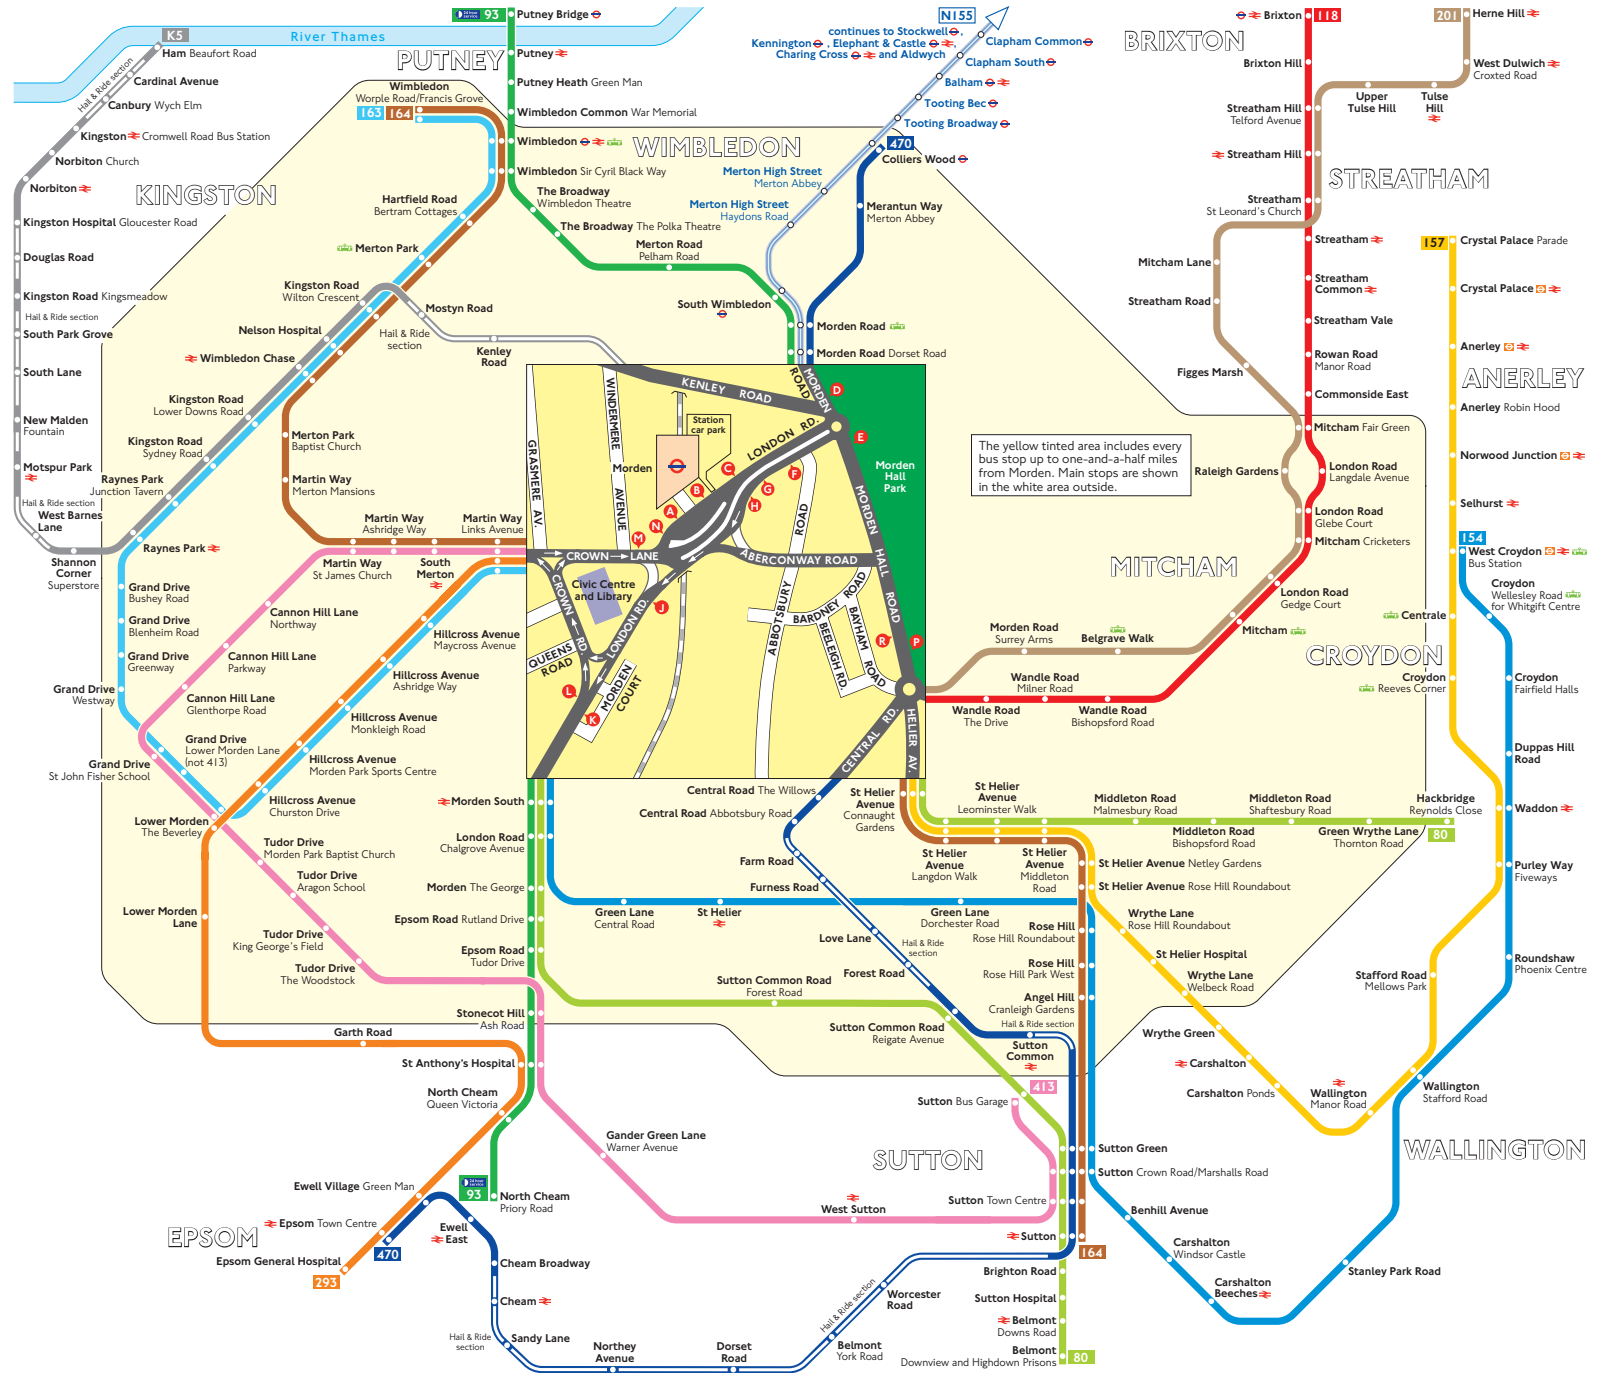 K5
River Thames
Ham Beaufort Road
Hail & Ride section
Cardinal Avenue
Canbury Wych Elm
Kingston Cromwell Road Bus Station
Norbiton Church
Norbiton
KINGSTON
Kingston Hospital Gloucester Road
Douglas Road
Kingston Road Kingsmeadow
Hail & Ride section
South Park Grove
South Lane
New Malden
Fountain
Motspur Park
Hail & Ride section
West Barnes
Lane
Shannon
Corner
Superstore
93
Putney Bridge
PUTNEY
Putney
Putney Heath Green Man
Wimbledon
Worple Road/Francis Grove
163
164
Wimbledon Common War Memorial
Wimbledon
WIMBLEDON
Wimbledon Sir Cyril Black Way
The Broadway
Wimbledon Theatre
The Broadway The Polka Theatre
Merton Road
Pelham Road
South Wimbledon
Hartfield Road
Bertram Cottages
Merton Park
Kingston Road
Wilton Crescent
Mostyn Road
Nelson Hospital
Hail & Ride
section
Kenley
Road
Wimbledon Chase
Kingston Road
Lower Downs Road
Kingston Road
Sydney Road
Raynes Park
Junction Tavern
Raynes Park
Merton Park
Baptist Church
Martin Way
Merton Mansions
Martin Way
Ashridge Way
Martin Way
Links Avenue
Martin Way
St James Church
South
Merton
N155
continues to Stockwell,
Kennington, Elephant & Castle,
Charing Cross and Aldwych
Clapham Common
Clapham South
Balham
Tooting Bec
Tooting Broadway
470
Colliers Wood
Merton High Street
Merton Abbey
Merton High Street
Haydons Road
Merantun Way
Merton Abbey
Morden Road
Morden Road Dorset Road
BRIXTON
Brixton
118
201
Herne Hill
Brixton Hill
West Dulwich
Croxted Road
Upper
Tulse Hill
Tulse
Hill
Streatham Hill
Telford Avenue
Streatham Hill
STREATHAM
Streatham
St Leonard's Church
Streatham
Mitcham Lane
Streatham
Common
Streatham Road
Streatham Vale
Rowan Road
Manor Road
Figges Marsh
Commonside East
Mitcham Fair Green
Raleigh Gardens
London Road
Langdale Avenue
London Road
Glebe Court
Mitcham Cricketers
MITCHAM
London Road
Gedge Court
Mitcham
Morden Road
Surrey Arms
Belgrave Walk
Wandle Road
Milner Road
Wandle Road
The Drive
Wandle Road
Bishopsford Road
157
Crystal Palace Parade
Crystal Palace
Anerley
ANERLEY
Anerley Robin Hood
Norwood Junction
Selhurst
154
West Croydon
Bus Station
Croydon
Wellesley Road
for Whitgift Centre
Centrale
CROYDON
Croydon
Reeves Corner
Croydon
Fairfield Halls
Duppas Hill
Road
Waddon
Purley Way
Fiveways
Roundshaw
Phoenix Centre
Stafford Road
Mellows Park
Wallington
Stafford Road
WALLINGTON
Stanley Park Road
The yellow tinted area includes every
bus stop up to one-and-a-half miles
from Morden. Main stops are shown
in the white area outside.
KENLEY ROAD
MORDEN
ROAD
WINDERMERE
AVENUE
GRASMERE AV.
Station
car park
LONDON RD.
Morden
Morden
Hall
Park
MORDEN HALL ROAD
CROWN LANE
ABERCONWAY ROAD
CROWN RD.
Civic Centre
and Library
LONDON RD.
QUEENS
ROAD
MORDEN
COURT
ABBOTSBURY ROAD
BARDNEY ROAD
BEELEIGH RD.
BAYHAM ROAD
CENTRAL RD.
HELIER AV.
A
B
C
D
E
F
G
H
J
K
L
M
N
P
R
Grand Drive
Bushey Road
Grand Drive
Blenheim Road
Grand Drive
Greenway
Grand Drive
Westway
Cannon Hill Lane
Northway
Cannon Hill Lane
Parkway
Cannon Hill Lane
Glenthorpe Road
Grand Drive
Lower Morden Lane
(not 413)
Grand Drive
St John Fisher School
Hillcross Avenue
Maycross Avenue
Hillcross Avenue
Ashridge Way
Hillcross Avenue
Monkleigh Road
Hillcross Avenue
Morden Park Sports Centre
Hillcross Avenue
Churston Drive
Lower Morden
The Beverley
Tudor Drive
Morden Park Baptist Church
Tudor Drive
Aragon School
Lower Morden
Lane
Tudor Drive
King George's Field
Tudor Drive
The Woodstock
Garth Road
Morden South
London Road
Chalgrove Avenue
Morden The George
Epsom Road Rutland Drive
Epsom Road
Tudor Drive
Stonecot Hill
Ash Road
St Anthony's Hospital
North Cheam
Queen Victoria
93
North Cheam
Priory Road
Ewell Village Green Man
EPSOM
Epsom Town Centre
Epsom General Hospital
293
470
Ewell
East
Cheam Broadway
Cheam
Hail & Ride
section
Sandy Lane
Northey
Avenue
Dorset
Road
Belmont
York Road
Hail & Ride section
Worcester
Road
Central Road The Willows
Central Road Abbotsbury Road
Farm Road
Furness Road
Green Lane
Central Road
St Helier
Green Lane
Dorchester Road
Love Lane
Hail & Ride
section
Forest Road
Sutton Common Road
Forest Road
Sutton Common Road
Reigate Avenue
St Helier
Avenue
Connaught
Gardens
St Helier
Avenue
Leominster Walk
Middleton Road
Malmesbury Road
Middleton Road
Shaftesbury Road
Hackbridge
Reynolds Close
Middleton Road
Bishopsford Road
Green Wrythe Lane
Thornton Road
80
St Helier
Avenue
Langdon Walk
St Helier
Avenue
Middleton
Road
St Helier Avenue Netley Gardens
St Helier Avenue Rose Hill Roundabout
Rose Hill
Rose Hill Roundabout
Wrythe Lane
Rose Hill Roundabout
Rose Hill
Rose Hill Park West
St Helier Hospital
Wrythe Lane
Welbeck Road
Angel Hill
Cranleigh Gardens
Hail & Ride section
Sutton
Common
Wrythe Green
Carshalton
Carshalton Ponds
Wallington
Manor Road
413
Sutton Bus Garage
Gander Green Lane
Warner Avenue
SUTTON
Sutton Green
Sutton Crown Road/Marshalls Road
West Sutton
Sutton Town Centre
Sutton
164
Benhill Avenue
Carshalton
Windsor Castle
Carshalton
Beeches
Brighton Road
Sutton Hospital
Belmont
Downs Road
Belmont
Downview and Highdown Prisons
80